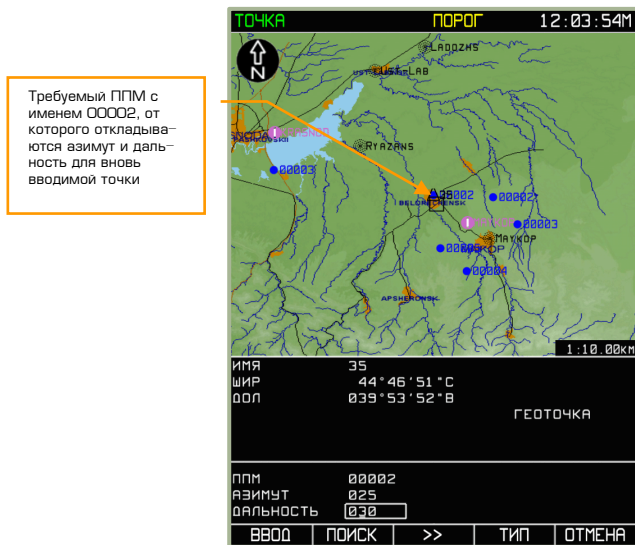 ТОЧКА ПОРОГ 12:03:54М
Требуемый ППМ с
именем 00002, от
которого откладыва-
ются азимут и даль-
ность для вновь
вводимой точки
N
LADOZHS
UST-LAB
RYAZANS
00003
00002
BELORECHENSK
00002
00003
MAYKOP
00004
APSHERONSK
1:10.00км
ИМЯ 35
ШИР 44°46'51"С
ДОЛ 039°53'52"В
ГЕОТОЧКА
ППМ 00002
АЗИМУТ 025
ДАЛЬНОСТЬ 030
ВВОД ПОИСК >> ТИП ОТМЕНА